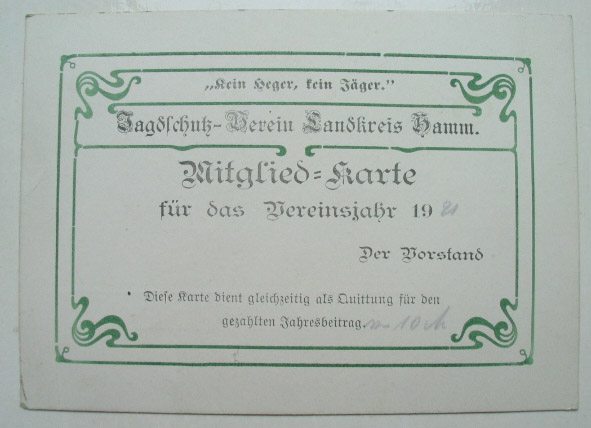 „Kein Heger, kein Jäger."
Jagdschutz-Verein Landkreis Hamm.
Mitglied-Karte
für das Vereinsjahr 19 21
Der Vorstand
Diese Karte dient gleichzeitig als Quittung für den
gezahlten Jahresbeitrag. 10